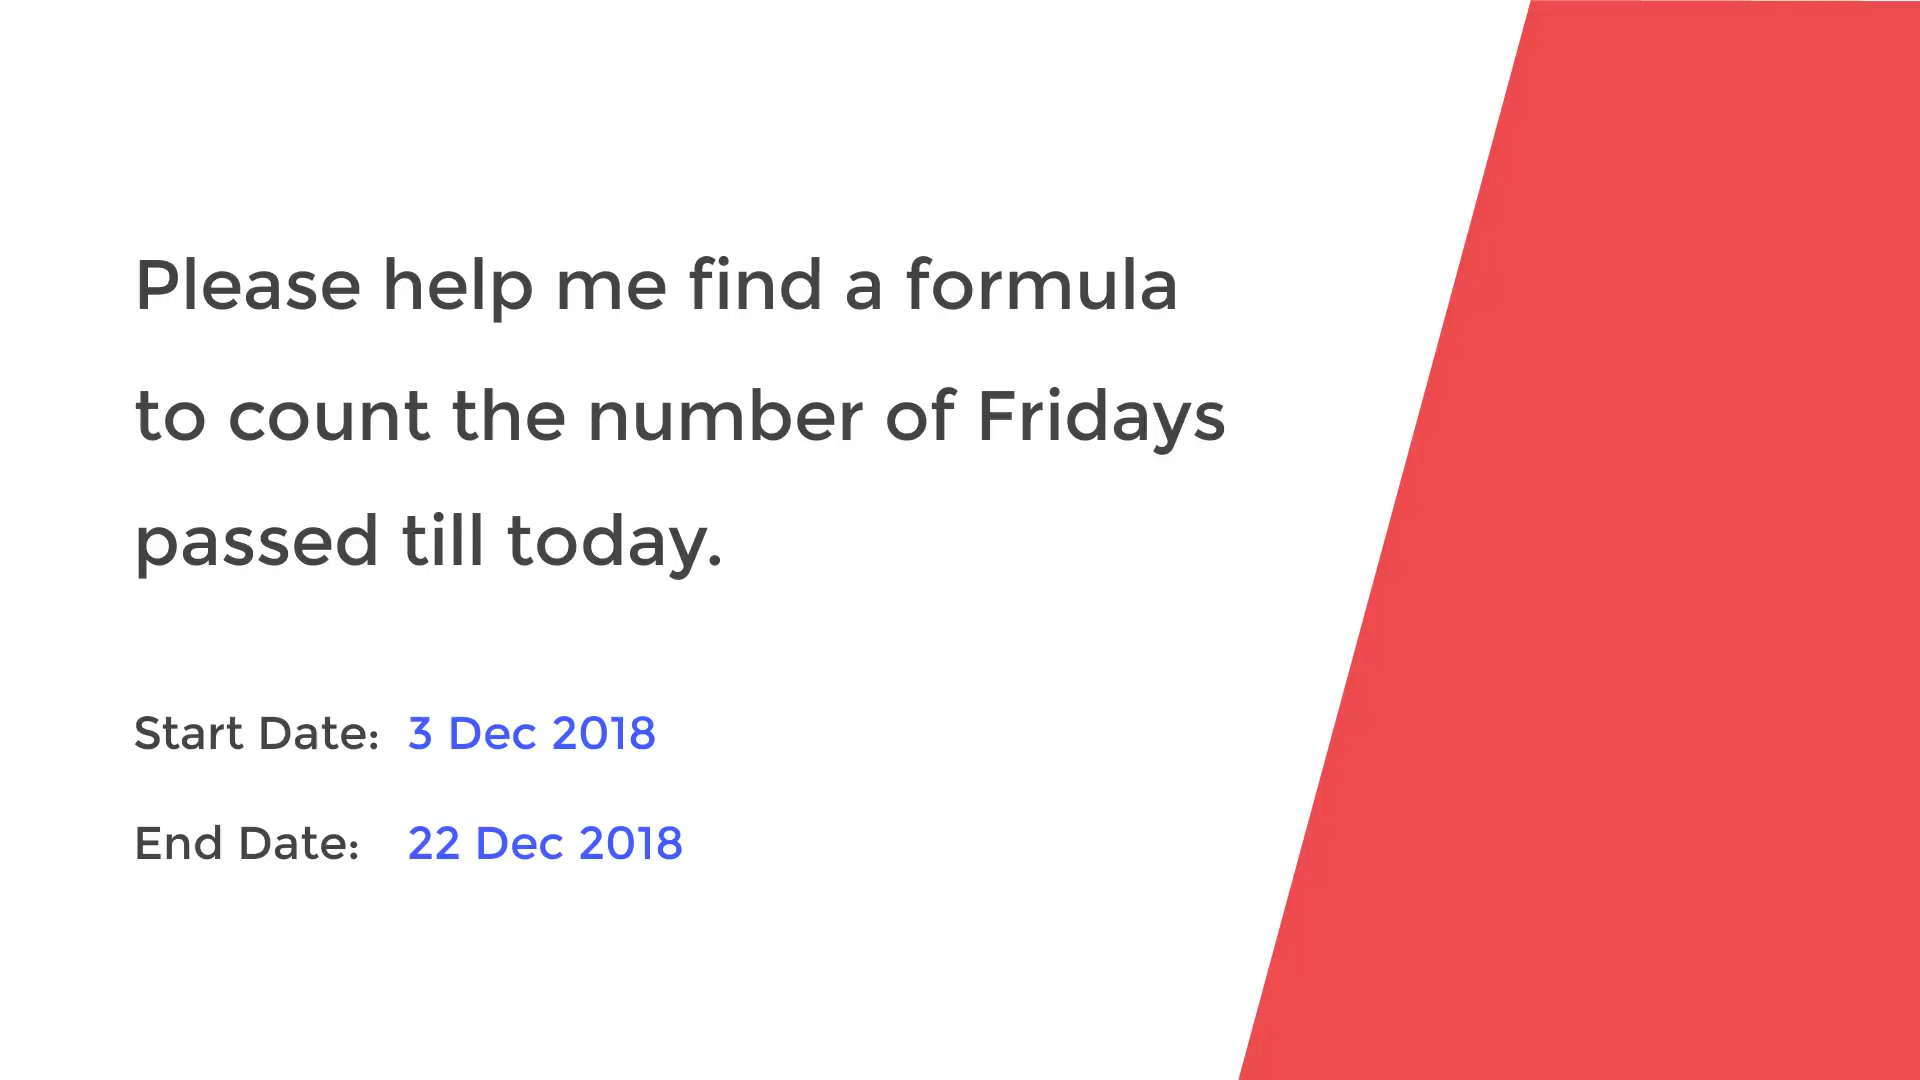 Please help me find a formula
to count the number of Fridays
passed till today.
Start Date: 3 Dec 2018
End Date: 22 Dec 2018